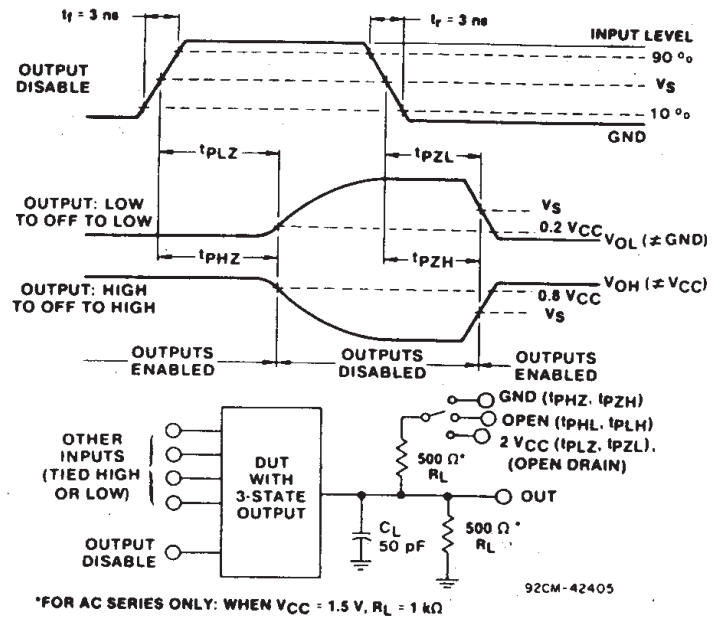 tf = 3 ns
tr = 3 ns
INPUT LEVEL
90 %
OUTPUT
DISABLE
VS
10 %
GND
tPLZ
tPZL
OUTPUT: LOW
TO OFF TO LOW
VS
0.2 VCC
VOL (≠ GND)
tPHZ
tPZH
OUTPUT: HIGH
TO OFF TO HIGH
VOH (≠ VCC)
0.8 VCC
VS
OUTPUTS
ENABLED
OUTPUTS
DISABLED
OUTPUTS
ENABLED
GND (tPHZ, tPZH)
OPEN (tPHL, tPLH)
2 VCC (tPLZ, tPZL),
(OPEN DRAIN)
OTHER
INPUTS
(TIED HIGH
OR LOW)
DUT
WITH
3-STATE
OUTPUT
500 Ω*
RL
OUT
CL
50 pF
500 Ω*
RL
OUTPUT
DISABLE
92CM-42405
*FOR AC SERIES ONLY: WHEN VCC = 1.5 V, RL = 1 kΩ